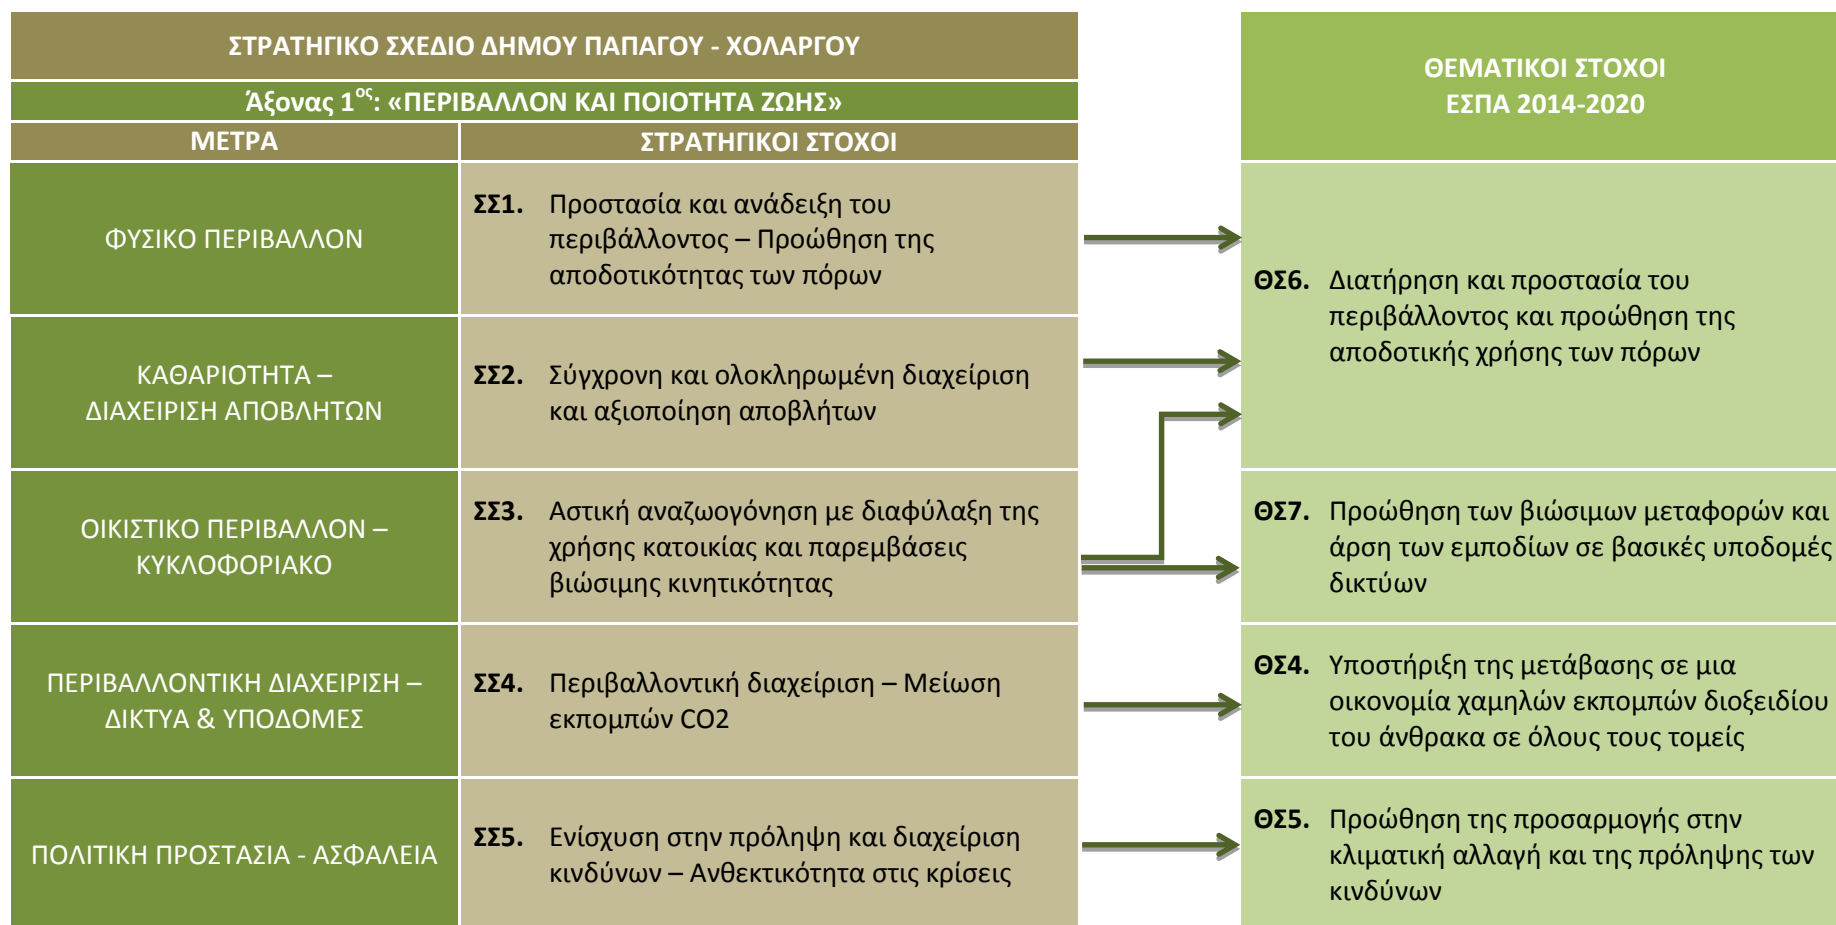 ΣΤΡΑΤΗΓΙΚΟ ΣΧΕΔΙΟ ΔΗΜΟΥ ΠΑΠΑΓΟΥ - ΧΟΛΑΡΓΟΥ
Άξονας 1ος: «ΠΕΡΙΒΑΛΛΟΝ ΚΑΙ ΠΟΙΟΤΗΤΑ ΖΩΗΣ»
ΜΕΤΡΑ
ΣΤΡΑΤΗΓΙΚΟΙ ΣΤΟΧΟΙ
ΘΕΜΑΤΙΚΟΙ ΣΤΟΧΟΙ
ΕΣΠΑ 2014-2020
ΦΥΣΙΚΟ ΠΕΡΙΒΑΛΛΟΝ
ΣΣ1. Προστασία και ανάδειξη του
περιβάλλοντος – Προώθηση της
αποδοτικότητας των πόρων
ΚΑΘΑΡΙΟΤΗΤΑ –
ΔΙΑΧΕΙΡΙΣΗ ΑΠΟΒΛΗΤΩΝ
ΣΣ2. Σύγχρονη και ολοκληρωμένη διαχείριση
και αξιοποίηση αποβλήτων
ΘΣ6. Διατήρηση και προστασία του
περιβάλλοντος και προώθηση της
αποδοτικής χρήσης των πόρων
ΟΙΚΙΣΤΙΚΟ ΠΕΡΙΒΑΛΛΟΝ –
ΚΥΚΛΟΦΟΡΙΑΚΟ
ΣΣ3. Αστική αναζωογόνηση με διαφύλαξη της
χρήσης κατοικίας και παρεμβάσεις
βιώσιμης κινητικότητας
ΘΣ7. Προώθηση των βιώσιμων μεταφορών και
άρση των εμποδίων σε βασικές υποδομές
δικτύων
ΠΕΡΙΒΑΛΛΟΝΤΙΚΗ ΔΙΑΧΕΙΡΙΣΗ –
ΔΙΚΤΥΑ & ΥΠΟΔΟΜΕΣ
ΣΣ4. Περιβαλλοντική διαχείριση – Μείωση
εκπομπών CO2
ΘΣ4. Υποστήριξη της μετάβασης σε μια
οικονομία χαμηλών εκπομπών διοξειδίου
του άνθρακα σε όλους τους τομείς
ΠΟΛΙΤΙΚΗ ΠΡΟΣΤΑΣΙΑ - ΑΣΦΑΛΕΙΑ
ΣΣ5. Ενίσχυση στην πρόληψη και διαχείριση
κινδύνων – Ανθεκτικότητα στις κρίσεις
ΘΣ5. Προώθηση της προσαρμογής στην
κλιματική αλλαγή και της πρόληψης των
κινδύνων